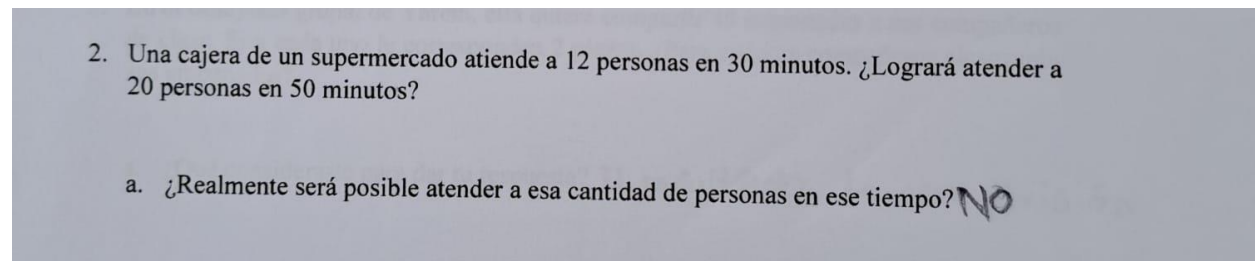 2. Una cajera de un supermercado atiende a 12 personas en 30 minutos. ¿Logrará atender a
20 personas en 50 minutos?
a. ¿Realmente será posible atender a esa cantidad de personas en ese tiempo? NO